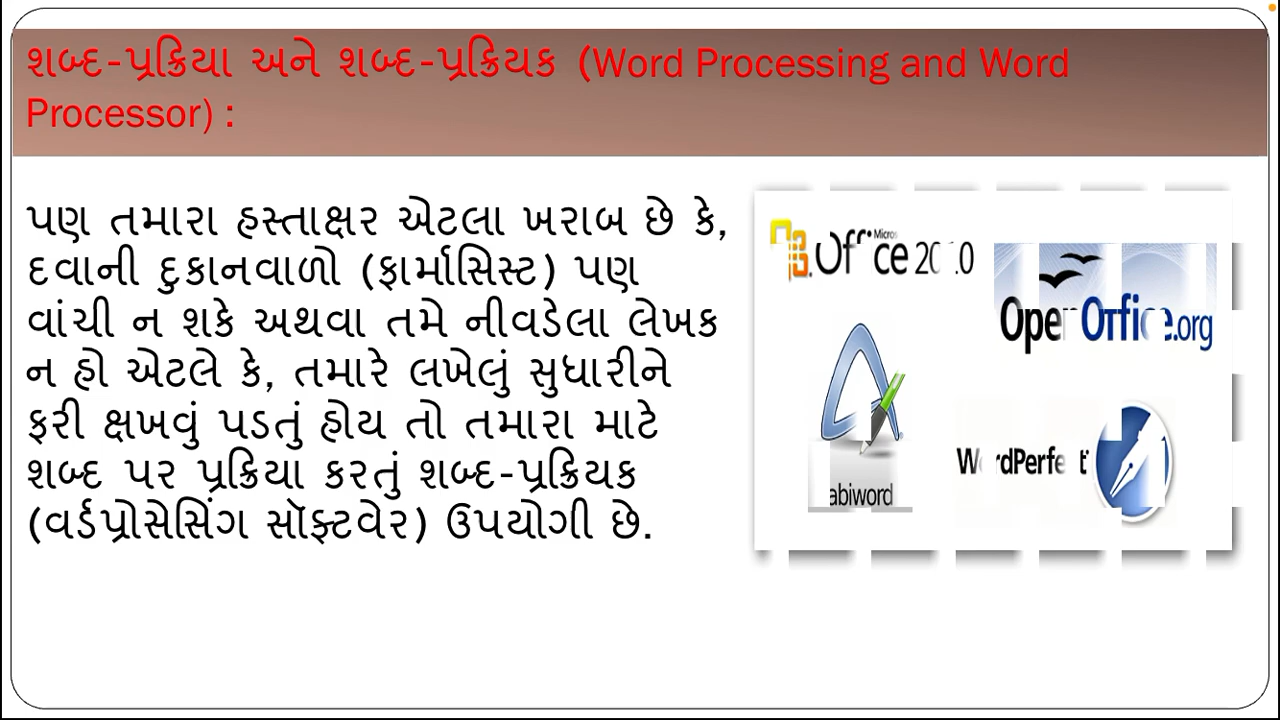 શબ્દ-પ્રક્રિયા અને શબ્દ-પ્રક્રિયક (Word Processing and Word
Processor) :
પણ તમારા હસ્તાક્ષર એટલા ખરાબ છે કે,
દવાની દુકાનવાળો (ફાર્માસિસ્ટ) પણ
વાંચી ન શકે અથવા તમે નીવડેલા લેખક
ન હો એટલે કે, તમારે લખેલું સુધારીને
ફરી ક્ષખવું પડતું હોય તો તમારા માટે
શબ્દ પર પ્રક્રિયા કરતું શબ્દ-પ્રક્રિયક
(વર્ડપ્રોસેસિંગ સૉફ્ટવેર) ઉપયોગી છે.
Office
OpenOffice.org
abiword
WordPerfect